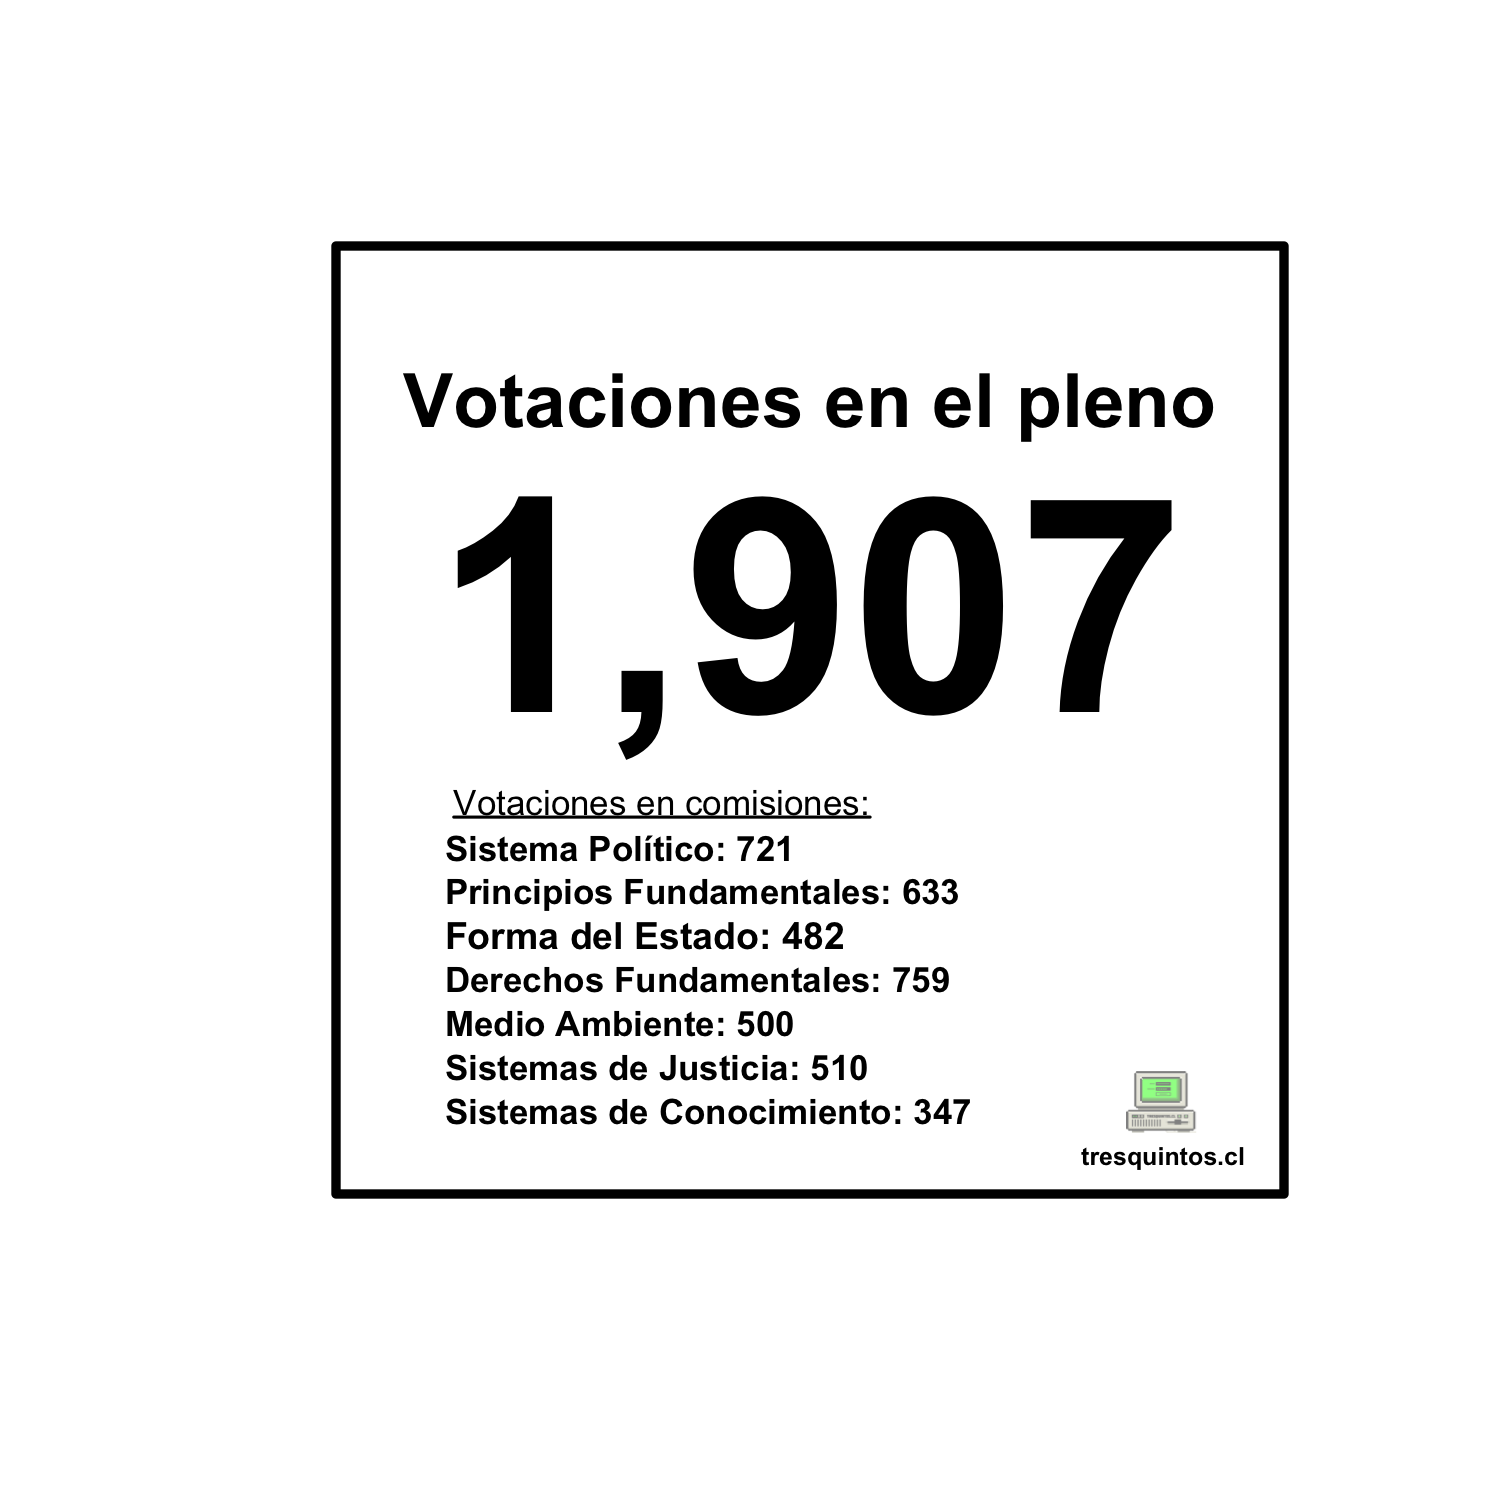 Votaciones en el pleno
1,907
Votaciones en comisiones:
Sistema Político: 721
Principios Fundamentales: 633
Forma del Estado: 482
Derechos Fundamentales: 759
Medio Ambiente: 500
Sistemas de Justicia: 510
Sistemas de Conocimiento: 347
tresquintos.cl